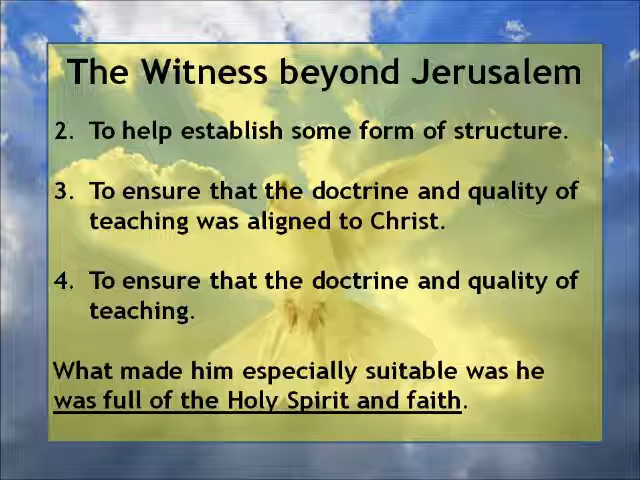 The Witness beyond Jerusalem
2. To help establish some form of structure.
3. To ensure that the doctrine and quality of
teaching was aligned to Christ.
4. To ensure that the doctrine and quality of
teaching.
What made him especially suitable was he
was full of the Holy Spirit and faith.